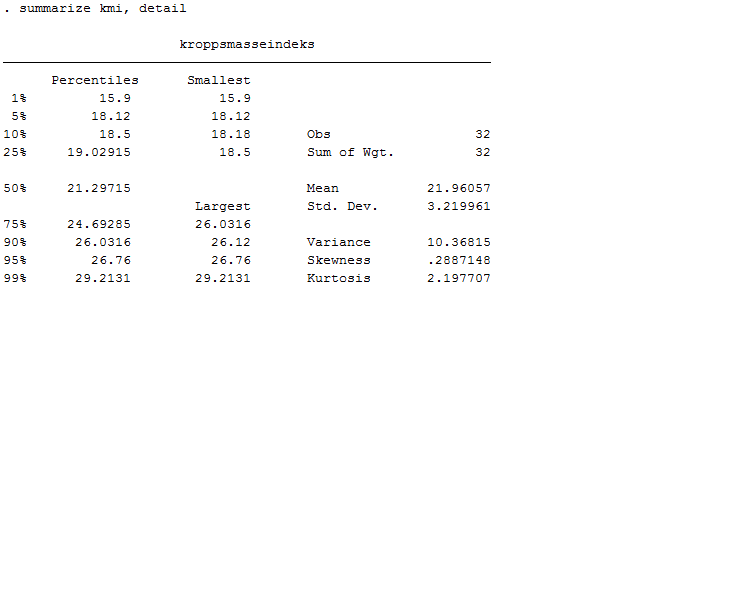 . summarize kmi, detail
kroppsmasseindeks
Percentiles Smallest
1% 15.9 15.9
5% 18.12 18.12
10% 18.5 18.18 Obs 32
25% 19.02915 18.5 Sum of Wgt. 32
50% 21.29715 Mean 21.96057
Largest Std. Dev. 3.219961
75% 24.69285 26.0316
90% 26.0316 26.12 Variance 10.36815
95% 26.76 26.76 Skewness .2887148
99% 29.2131 29.2131 Kurtosis 2.197707